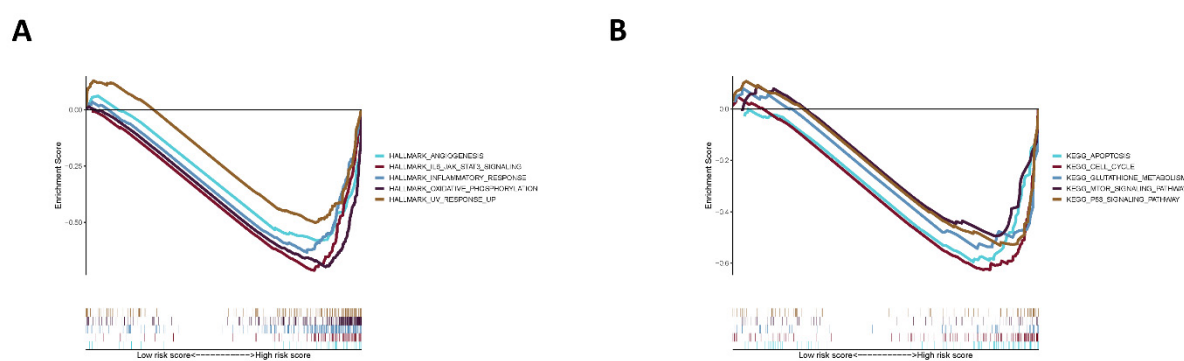 A
B
0.00
−0.25
−0.50
Enrichment Score
HALLMARK_ANGIOGENESIS
HALLMARK_IL6_JAK_STAT3_SIGNALING
HALLMARK_INFLAMMATORY_RESPONSE
HALLMARK_OXIDATIVE_PHOSPHORYLATION
HALLMARK_UV_RESPONSE_UP
Low risk score<-------------->High risk score
0.0
−0.2
−0.4
−0.6
Enrichment Score
KEGG_APOPTOSIS
KEGG_CELL_CYCLE
KEGG_GLUTATHIONE_METABOLISM
KEGG_MTOR_SIGNALING_PATHWAY
KEGG_P53_SIGNALING_PATHWAY
Low risk score<-------------->High risk score